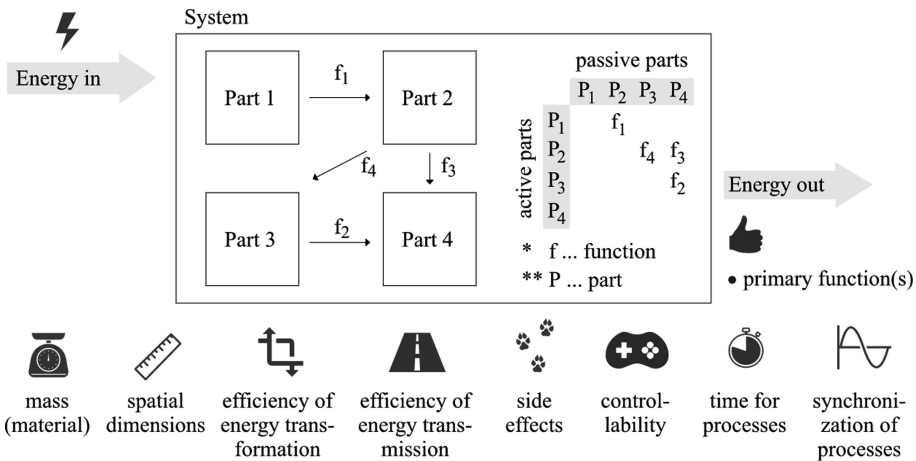 System
Energy in
Part 1
f1
Part 2
f4
f3
Part 3
f2
Part 4
passive parts
P1 P2 P3 P4
active parts
P1 f1
P2 f4 f3
P3 f2
P4
* f ... function
** P ... part
Energy out
• primary function(s)
mass
(material)
spatial
dimensions
efficiency of
energy trans-
formation
efficiency of
energy trans-
mission
side
effects
control-
lability
time for
processes
synchroni-
zation of
processes